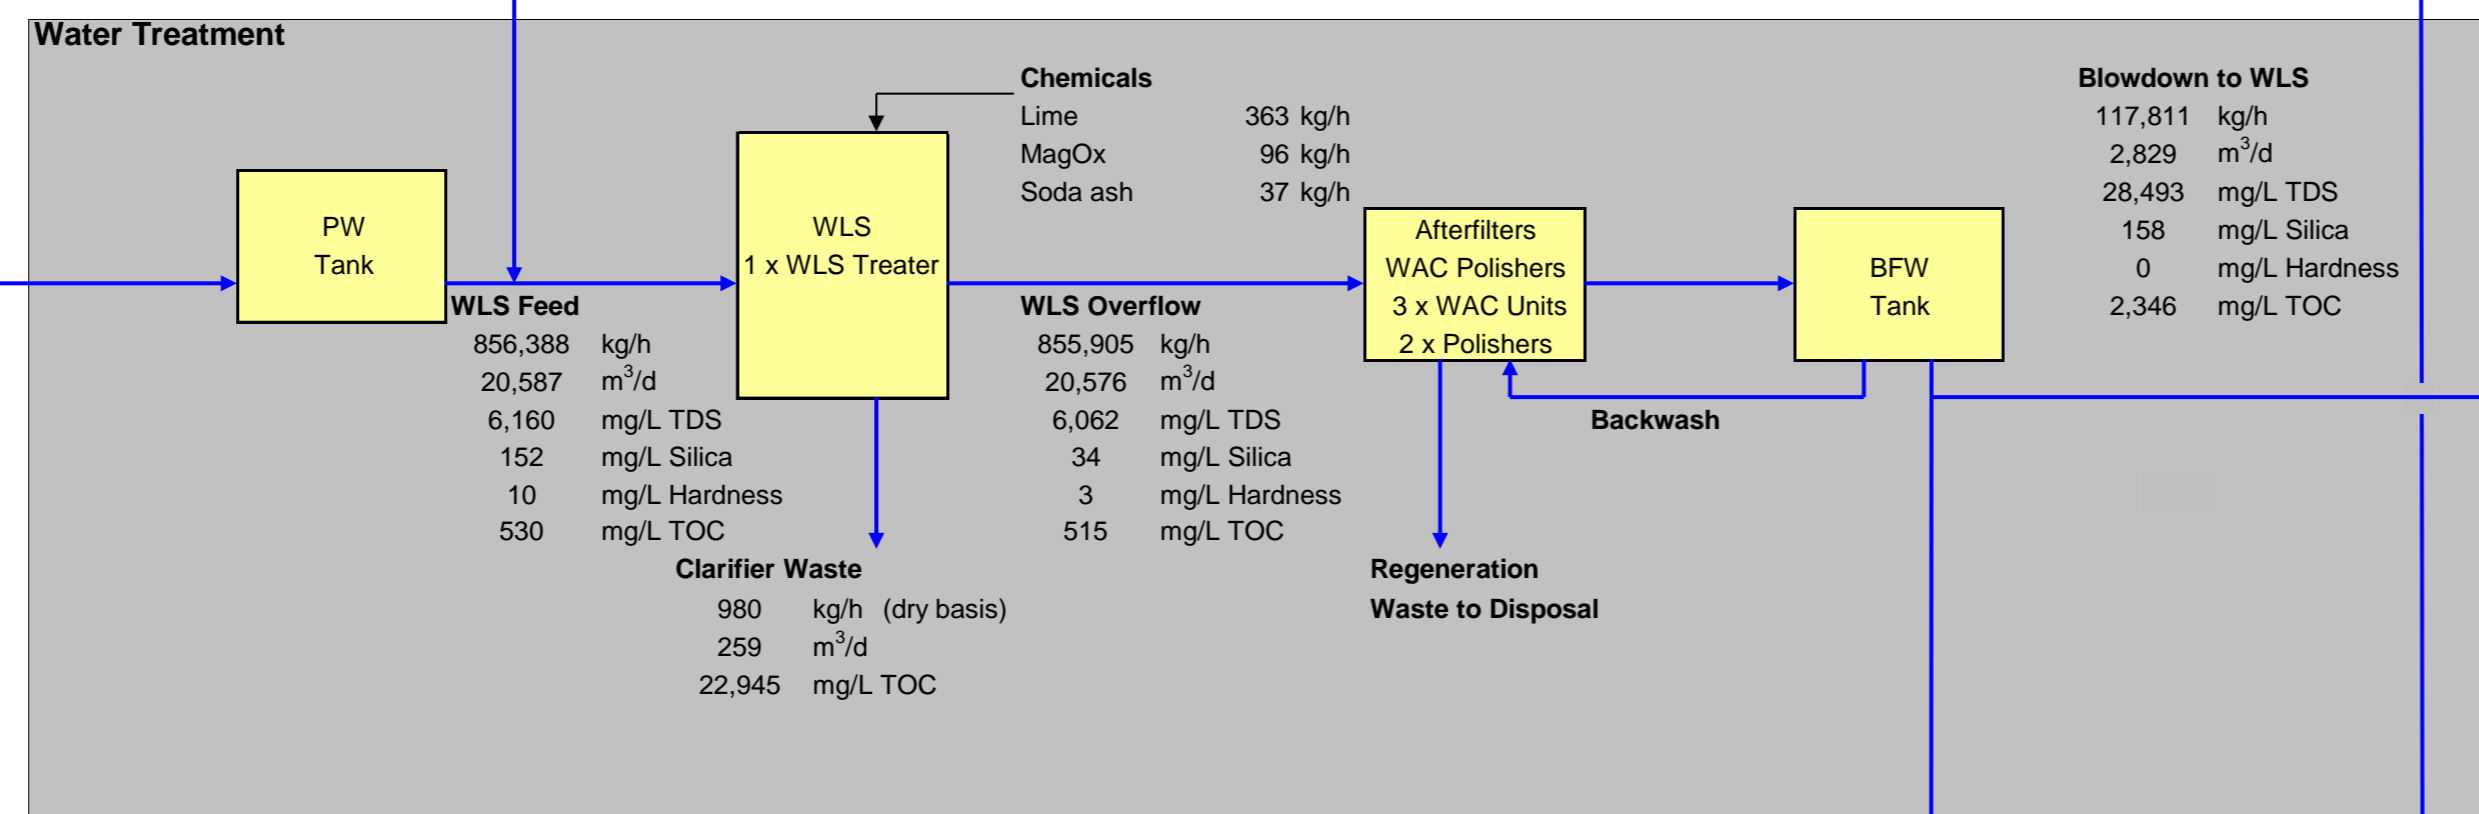 Water Treatment
Chemicals
Lime 363 kg/h
MagOx 96 kg/h
Soda ash 37 kg/h
Blowdown to WLS
117,811 kg/h
2,829 m³/d
28,493 mg/L TDS
158 mg/L Silica
0 mg/L Hardness
2,346 mg/L TOC
PW
Tank
WLS
1 x WLS Treater
Afterfilters
WAC Polishers
3 x WAC Units
2 x Polishers
BFW
Tank
WLS Feed
856,388 kg/h
20,587 m³/d
6,160 mg/L TDS
152 mg/L Silica
10 mg/L Hardness
530 mg/L TOC
WLS Overflow
855,905 kg/h
20,576 m³/d
6,062 mg/L TDS
34 mg/L Silica
3 mg/L Hardness
515 mg/L TOC
Backwash
Clarifier Waste
980 kg/h (dry basis)
259 m³/d
22,945 mg/L TOC
Regeneration
Waste to Disposal